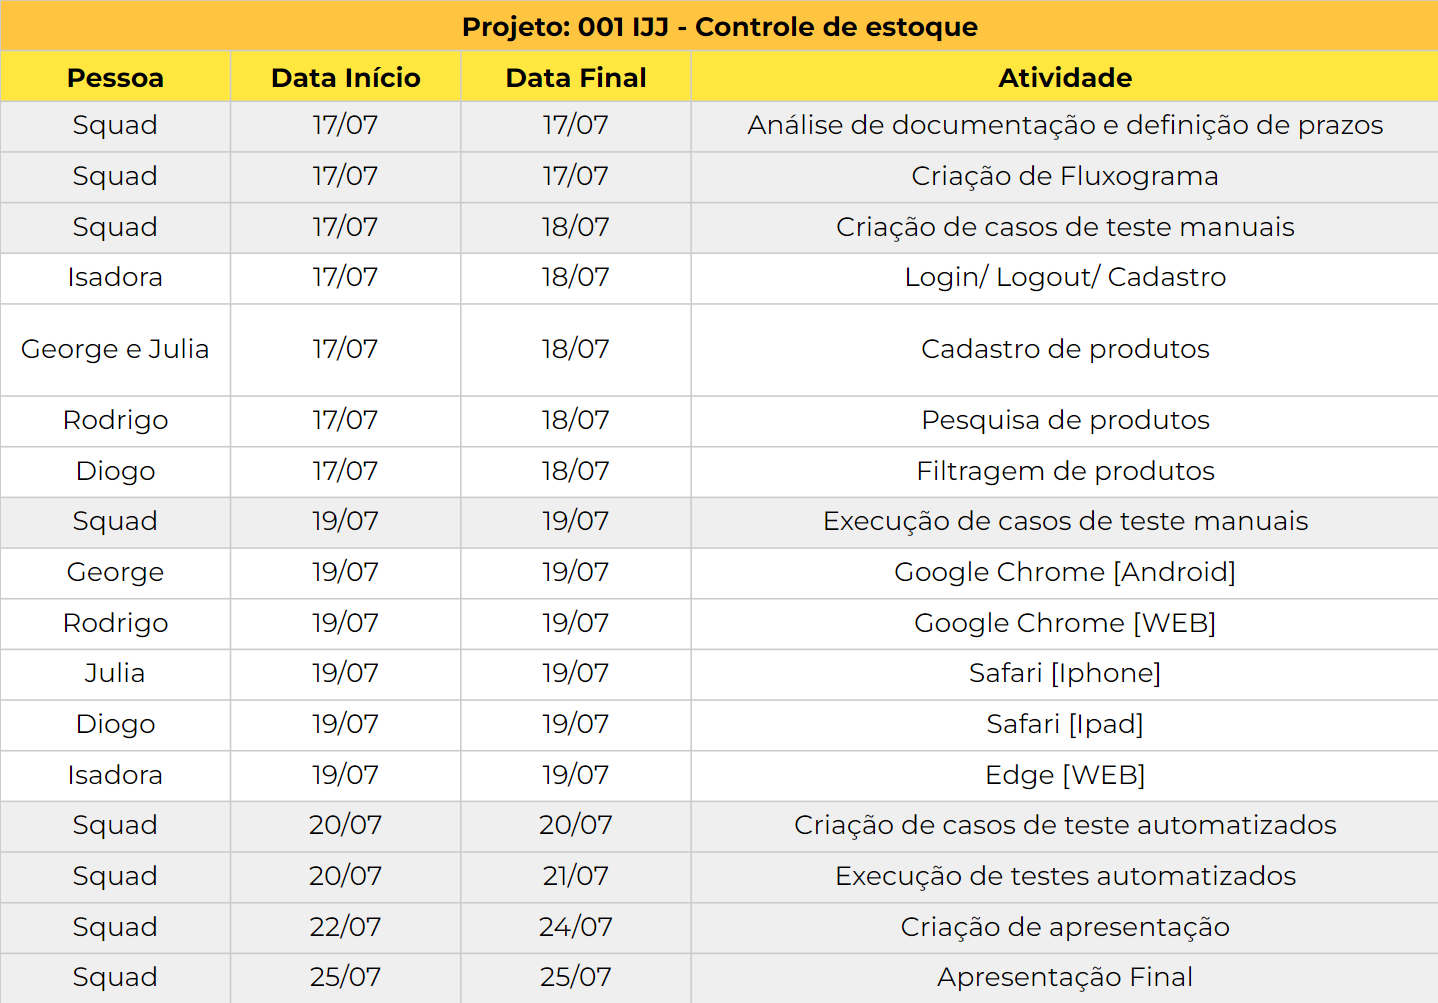 Projeto: 001 IJJ - Controle de estoque
Pessoa Data Início Data Final Atividade
Squad 17/07 17/07 Análise de documentação e definição de prazos
Squad 17/07 17/07 Criação de Fluxograma
Squad 17/07 18/07 Criação de casos de teste manuais
Isadora 17/07 18/07 Login/ Logout/ Cadastro
George e Julia 17/07 18/07 Cadastro de produtos
Rodrigo 17/07 18/07 Pesquisa de produtos
Diogo 17/07 18/07 Filtragem de produtos
Squad 19/07 19/07 Execução de casos de teste manuais
George 19/07 19/07 Google Chrome [Android]
Rodrigo 19/07 19/07 Google Chrome [WEB]
Julia 19/07 19/07 Safari [Iphone]
Diogo 19/07 19/07 Safari [Ipad]
Isadora 19/07 19/07 Edge [WEB]
Squad 20/07 20/07 Criação de casos de teste automatizados
Squad 20/07 21/07 Execução de testes automatizados
Squad 22/07 24/07 Criação de apresentação
Squad 25/07 25/07 Apresentação Final